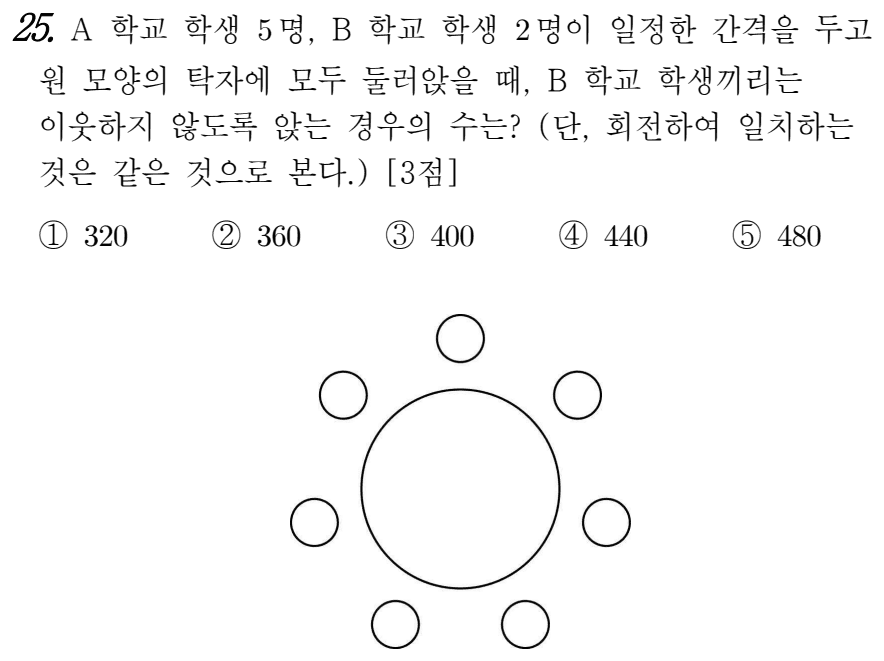 25. A 학교 학생 5명, B 학교 학생 2명이 일정한 간격을 두고
원 모양의 탁자에 모두 둘러앉을 때, B 학교 학생끼리는
이웃하지 않도록 앉는 경우의 수는? (단, 회전하여 일치하는
것은 같은 것으로 본다.) [3점]
① 320 ② 360 ③ 400 ④ 440 ⑤ 480